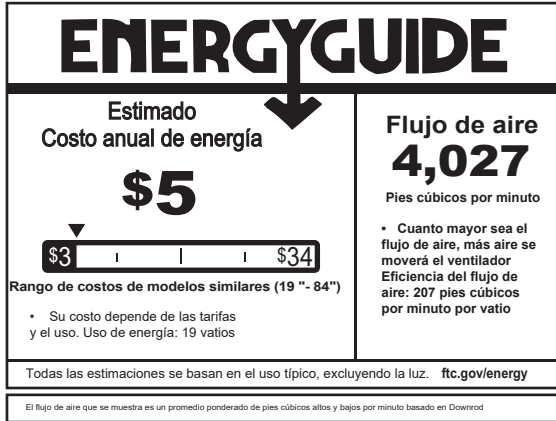 ENERGYGUIDE
Estimado
Costo anual de energía
$5
$3 $34
Rango de costos de modelos similares (19 "- 84")
• Su costo depende de las tarifas
y el uso. Uso de energía: 19 vatios
Flujo de aire
4,027
Pies cúbicos por minuto
• Cuanto mayor sea el
flujo de aire, más aire se
moverá el ventilador
Eficiencia del flujo de
aire: 207 pies cúbicos
por minuto por vatio
Todas las estimaciones se basan en el uso típico, excluyendo la luz. ftc.gov/energy
El flujo de aire que se muestra es un promedio ponderado de pies cúbicos altos y bajos por minuto basado en Downrod